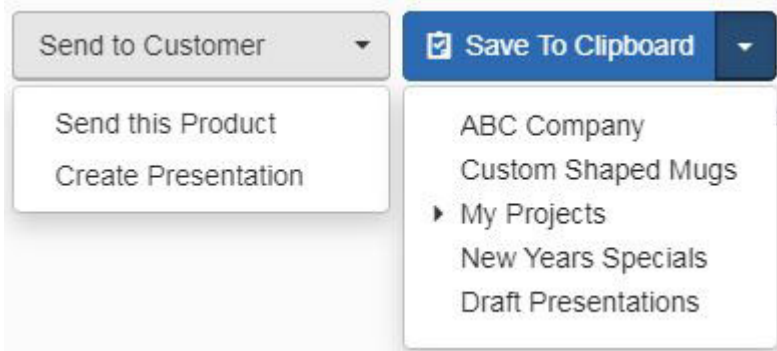 Send to Customer
Save To Clipboard
Send this Product
Create Presentation
ABC Company
Custom Shaped Mugs
My Projects
New Years Specials
Draft Presentations